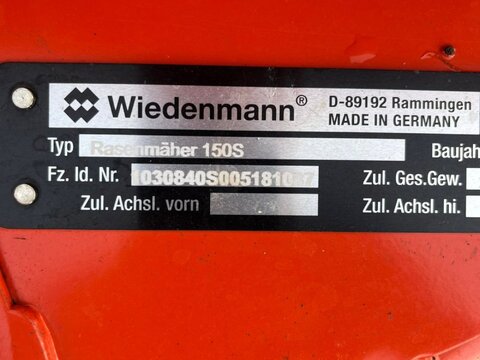 Wiedenmann® D-89192 Rammingen
MADE IN GERMANY
Typ Rasenmäher 150S Baujah
Fz. Id. Nr. Zul. Ges.Gew.
Zul. Achsl. vorn Zul. Achsl. hi.